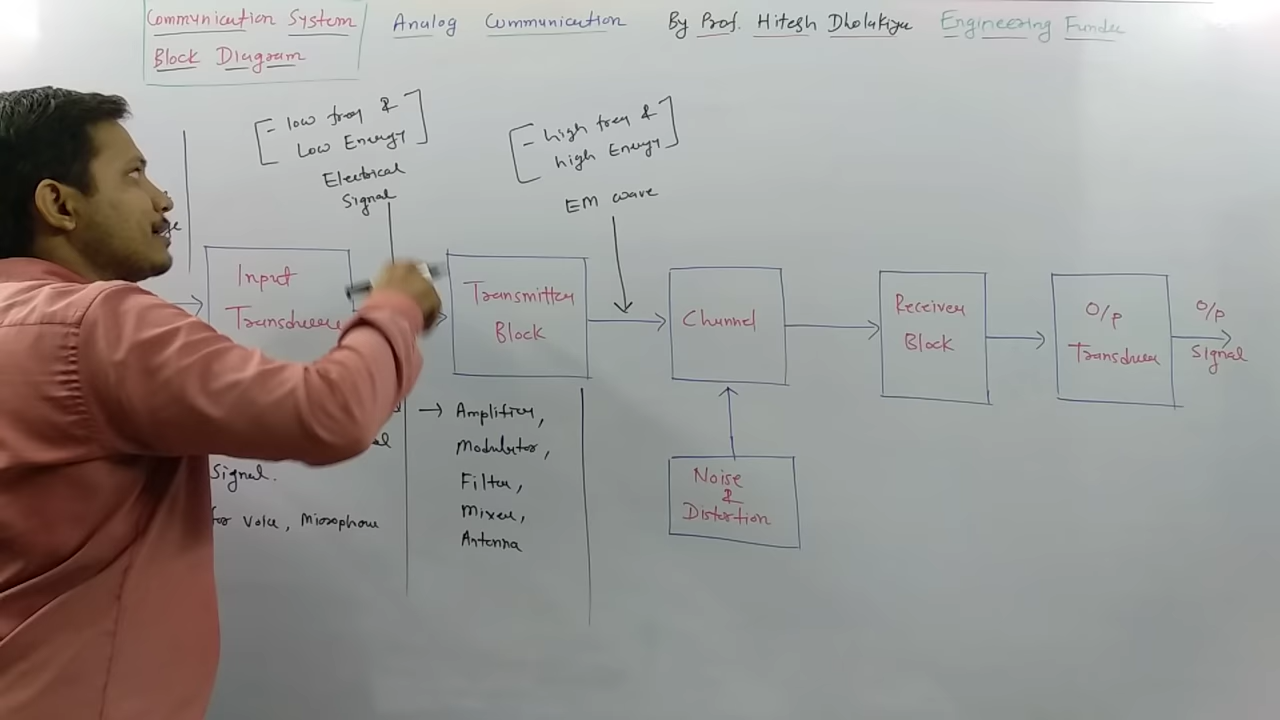 Communication System
Block Diagram
Analog Communication
By Prof. Hitesh Dholakiya
Engineering Funda
- low freq &
Low Energy
Electrical
Signal
- high freq &
high Energy
EM wave
Input
Transducer
Transmitter
Block
Channel
Receiver
Block
O/p
Transducer
O/p
Signal
Noise
&
Distortion
Signal.
for voice, Microphone
→ Amplifier,
Modulator,
Filter,
Mixer,
Antenna